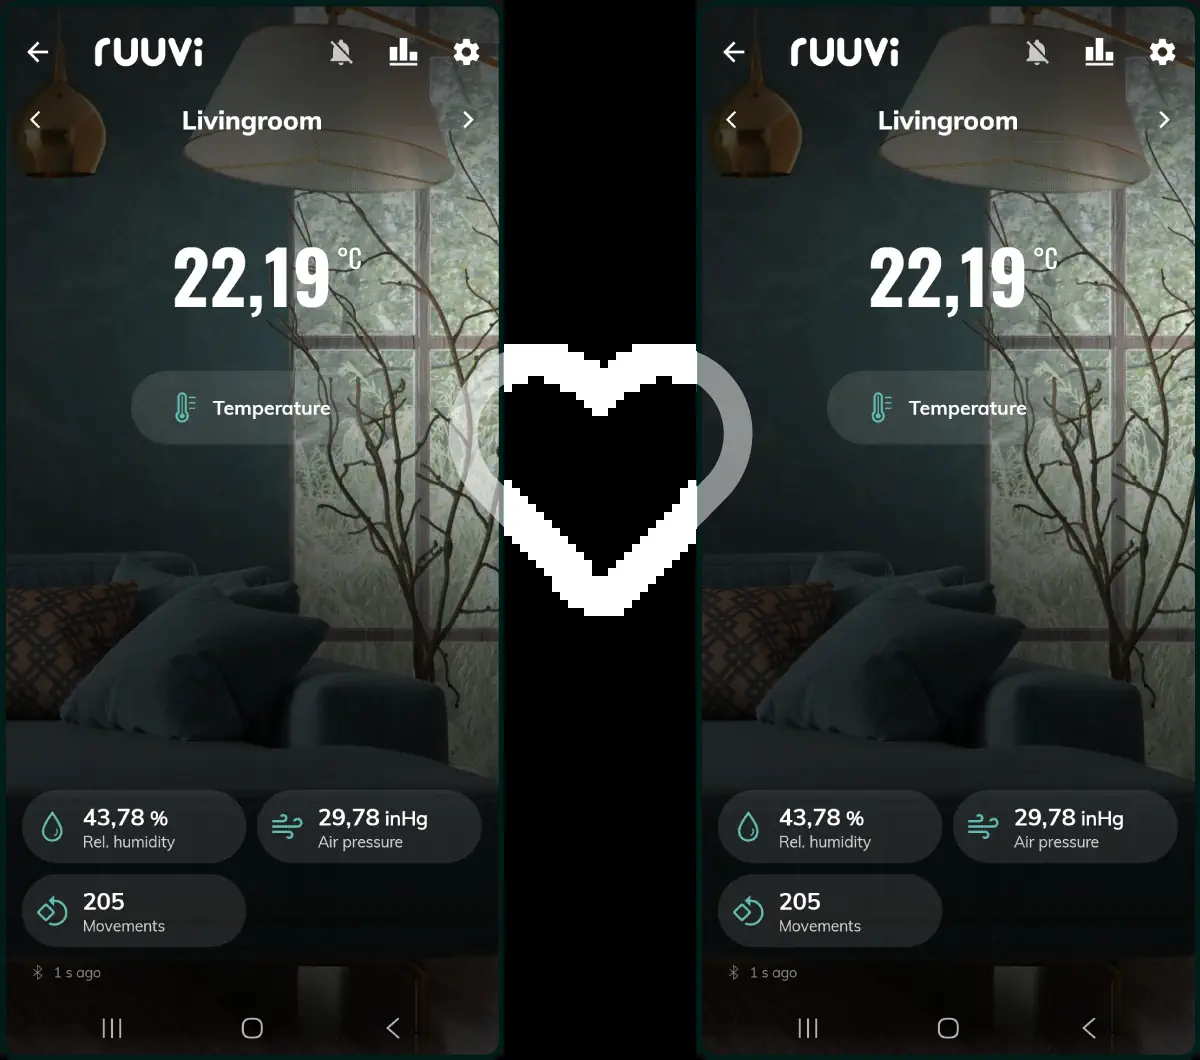 ruuvi
Livingroom
22,19 °C
Temperature
43,78 %
Rel. humidity
29,78 inHg
Air pressure
205
Movements
1 s ago
ruuvi
Livingroom
22,19 °C
Temperature
43,78 %
Rel. humidity
29,78 inHg
Air pressure
205
Movements
1 s ago